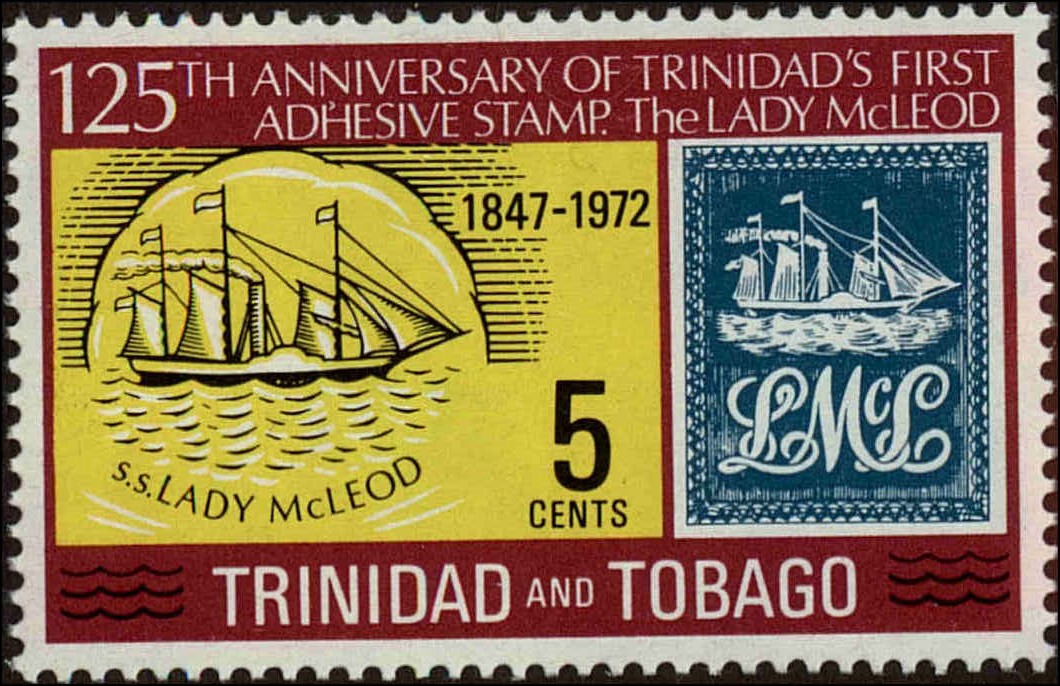 125TH ANNIVERSARY OF TRINIDAD'S FIRST
ADHESIVE STAMP. The LADY McLEOD
1847-1972
LMcL
5
CENTS
s.s. LADY McLEOD
TRINIDAD AND TOBAGO